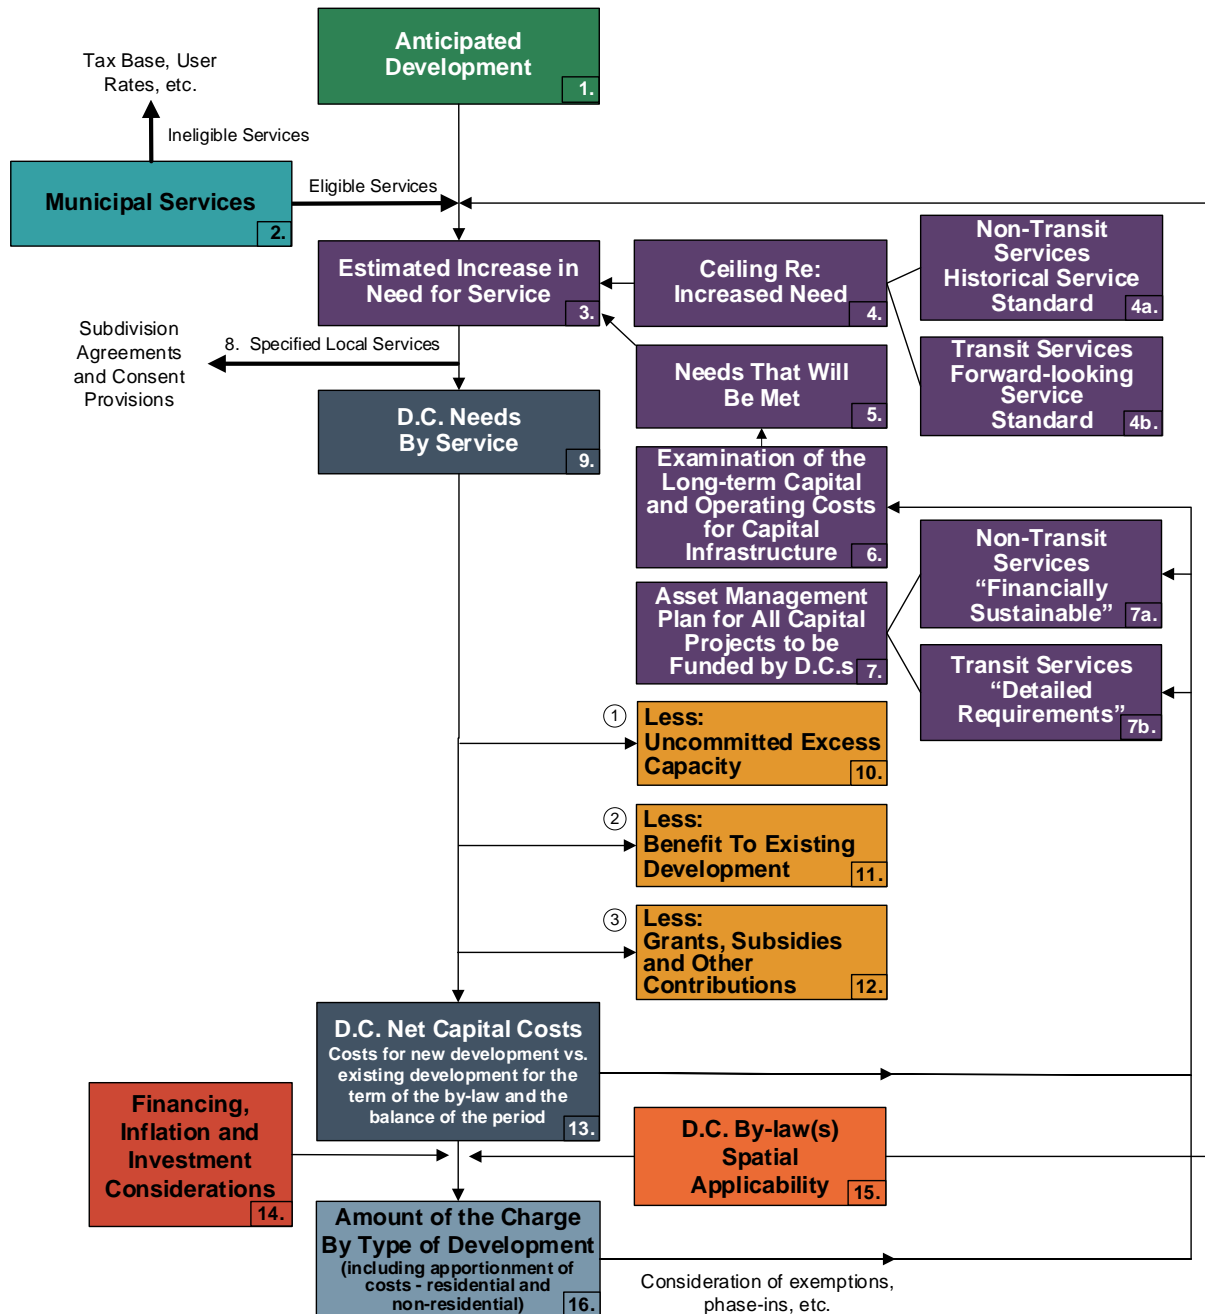 Anticipated
Development
1.
Tax Base, User
Rates, etc.
Ineligible Services
Municipal Services
2.
Eligible Services
Estimated Increase in
Need for Service
3.
Ceiling Re:
Increased Need
4.
Non-Transit
Services
Historical Service
Standard
4a.
Transit Services
Forward-looking
Service
Standard
4b.
Subdivision
Agreements
and Consent
Provisions
8. Specified Local Services
Needs That Will
Be Met
5.
D.C. Needs
By Service
9.
Examination of the
Long-term Capital
and Operating Costs
for Capital
Infrastructure
6.
Asset Management
Plan for All Capital
Projects to be
Funded by D.C.s
7.
Non-Transit
Services
“Financially
Sustainable”
7a.
Transit Services
“Detailed
Requirements”
7b.
1
Less:
Uncommitted Excess
Capacity
10.
2
Less:
Benefit To Existing
Development
11.
3
Less:
Grants, Subsidies
and Other
Contributions
12.
D.C. Net Capital Costs
Costs for new development vs.
existing development for the
term of the by-law and the
balance of the period
13.
Financing,
Inflation and
Investment
Considerations
14.
D.C. By-law(s)
Spatial
Applicability
15.
Amount of the Charge
By Type of Development
(including apportionment of
costs - residential and
non-residential)
16.
Consideration of exemptions,
phase-ins, etc.